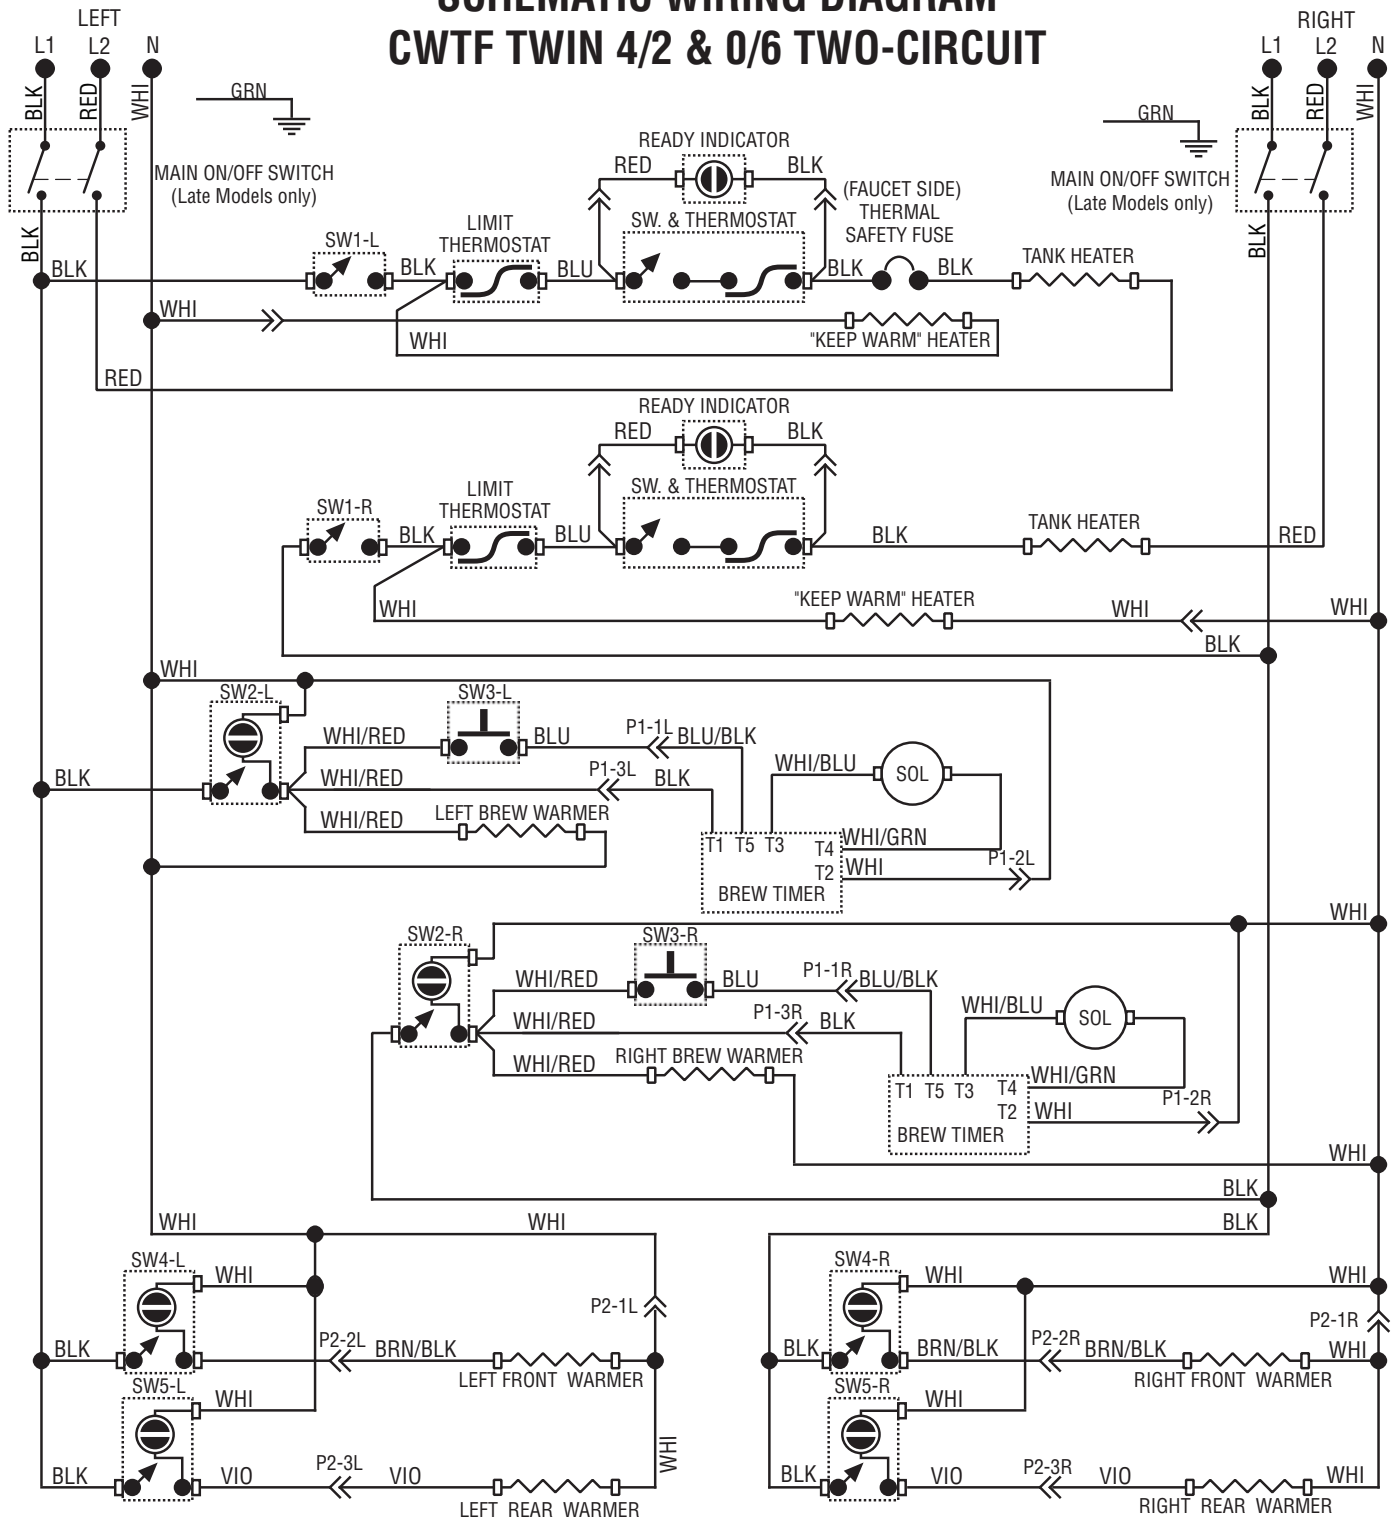 SCHEMATIC WIRING DIAGRAM
CWTF TWIN 4/2 & 0/6 TWO-CIRCUIT
LEFT
L1 L2 N
RIGHT
L1 L2 N
BLK RED WHI
GRN
GRN
BLK RED WHI
MAIN ON/OFF SWITCH
(Late Models only)
MAIN ON/OFF SWITCH
(Late Models only)
BLK
BLK
READY INDICATOR
RED BLK
SW. & THERMOSTAT
(FAUCET SIDE)
THERMAL
SAFETY FUSE
LIMIT
THERMOSTAT
SW1-L
TANK HEATER
BLK BLK BLU BLK BLK
WHI
WHI
"KEEP WARM" HEATER
RED
READY INDICATOR
RED BLK
SW. & THERMOSTAT
LIMIT
THERMOSTAT
SW1-R
TANK HEATER
BLK BLU BLK RED
"KEEP WARM" HEATER
WHI WHI WHI
BLK
WHI
SW2-L SW3-L
WHI/RED BLU P1-1L BLU/BLK
BLK WHI/RED P1-3L BLK
WHI/RED LEFT BREW WARMER
WHI/BLU SOL
T1 T5 T3 T4 WHI/GRN
T2 WHI P1-2L
BREW TIMER
WHI
SW2-R SW3-R
WHI/RED BLU P1-1R BLU/BLK
WHI/RED P1-3R BLK
WHI/RED RIGHT BREW WARMER
WHI/BLU SOL
T1 T5 T3 T4 WHI/GRN
T2 WHI P1-2R
BREW TIMER
WHI
BLK
WHI WHI BLK
SW4-L
WHI
P2-1L
BLK P2-2L BRN/BLK
LEFT FRONT WARMER
SW5-L
WHI
WHI
BLK VIO P2-3L VIO
LEFT REAR WARMER
SW4-R
WHI WHI
P2-1R
BLK BRN/BLK P2-2R BRN/BLK WHI
RIGHT FRONT WARMER
SW5-R
WHI
BLK VIO P2-3R VIO WHI
RIGHT REAR WARMER